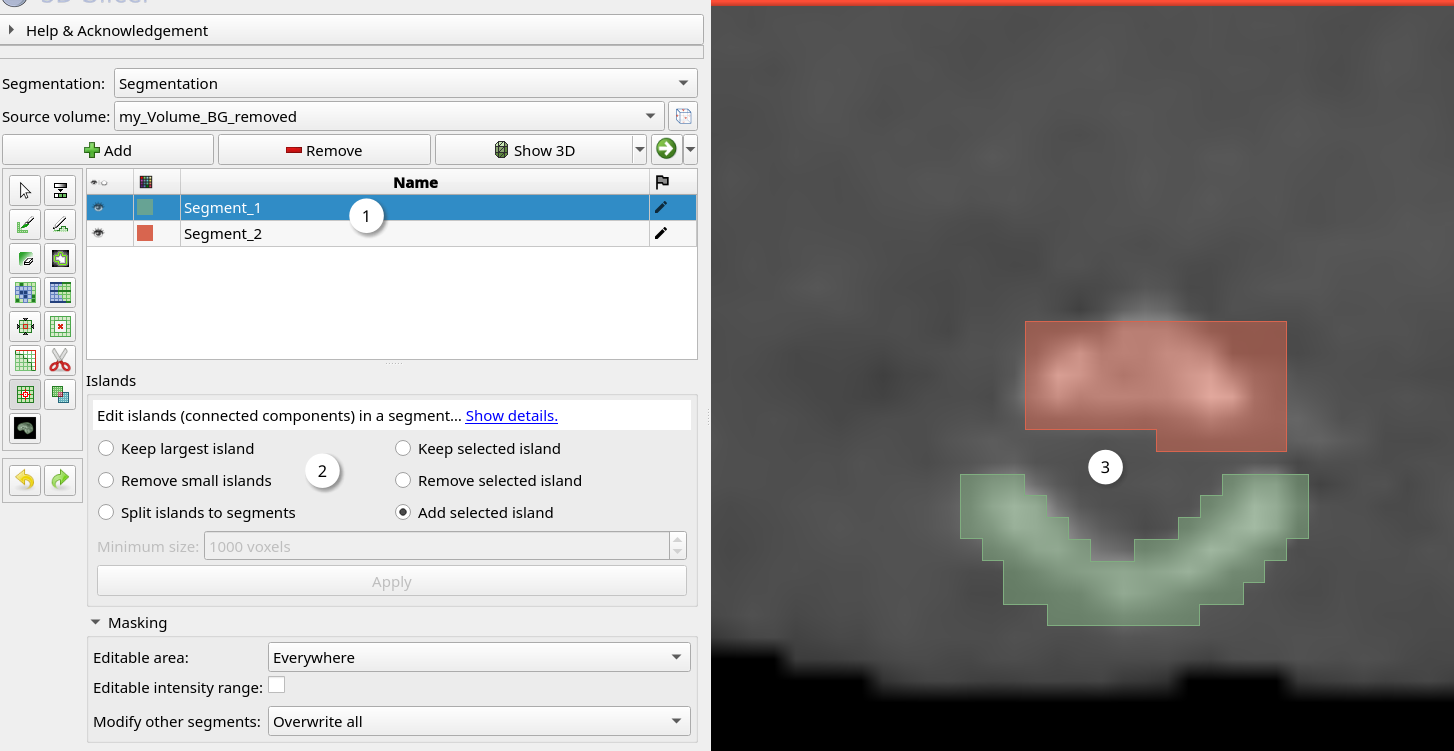 3D Slicer
Help & Acknowledgement
Segmentation: Segmentation
Source volume: my_Volume_BG_removed
Add Remove Show 3D
Name
Segment_1
1
Segment_2
Islands
Edit islands (connected components) in a segment... Show details.
Keep largest island Keep selected island
2
3
Remove small islands Remove selected island
Split islands to segments Add selected island
Minimum size: 1000 voxels
Apply
Masking
Editable area: Everywhere
Editable intensity range:
Modify other segments: Overwrite all